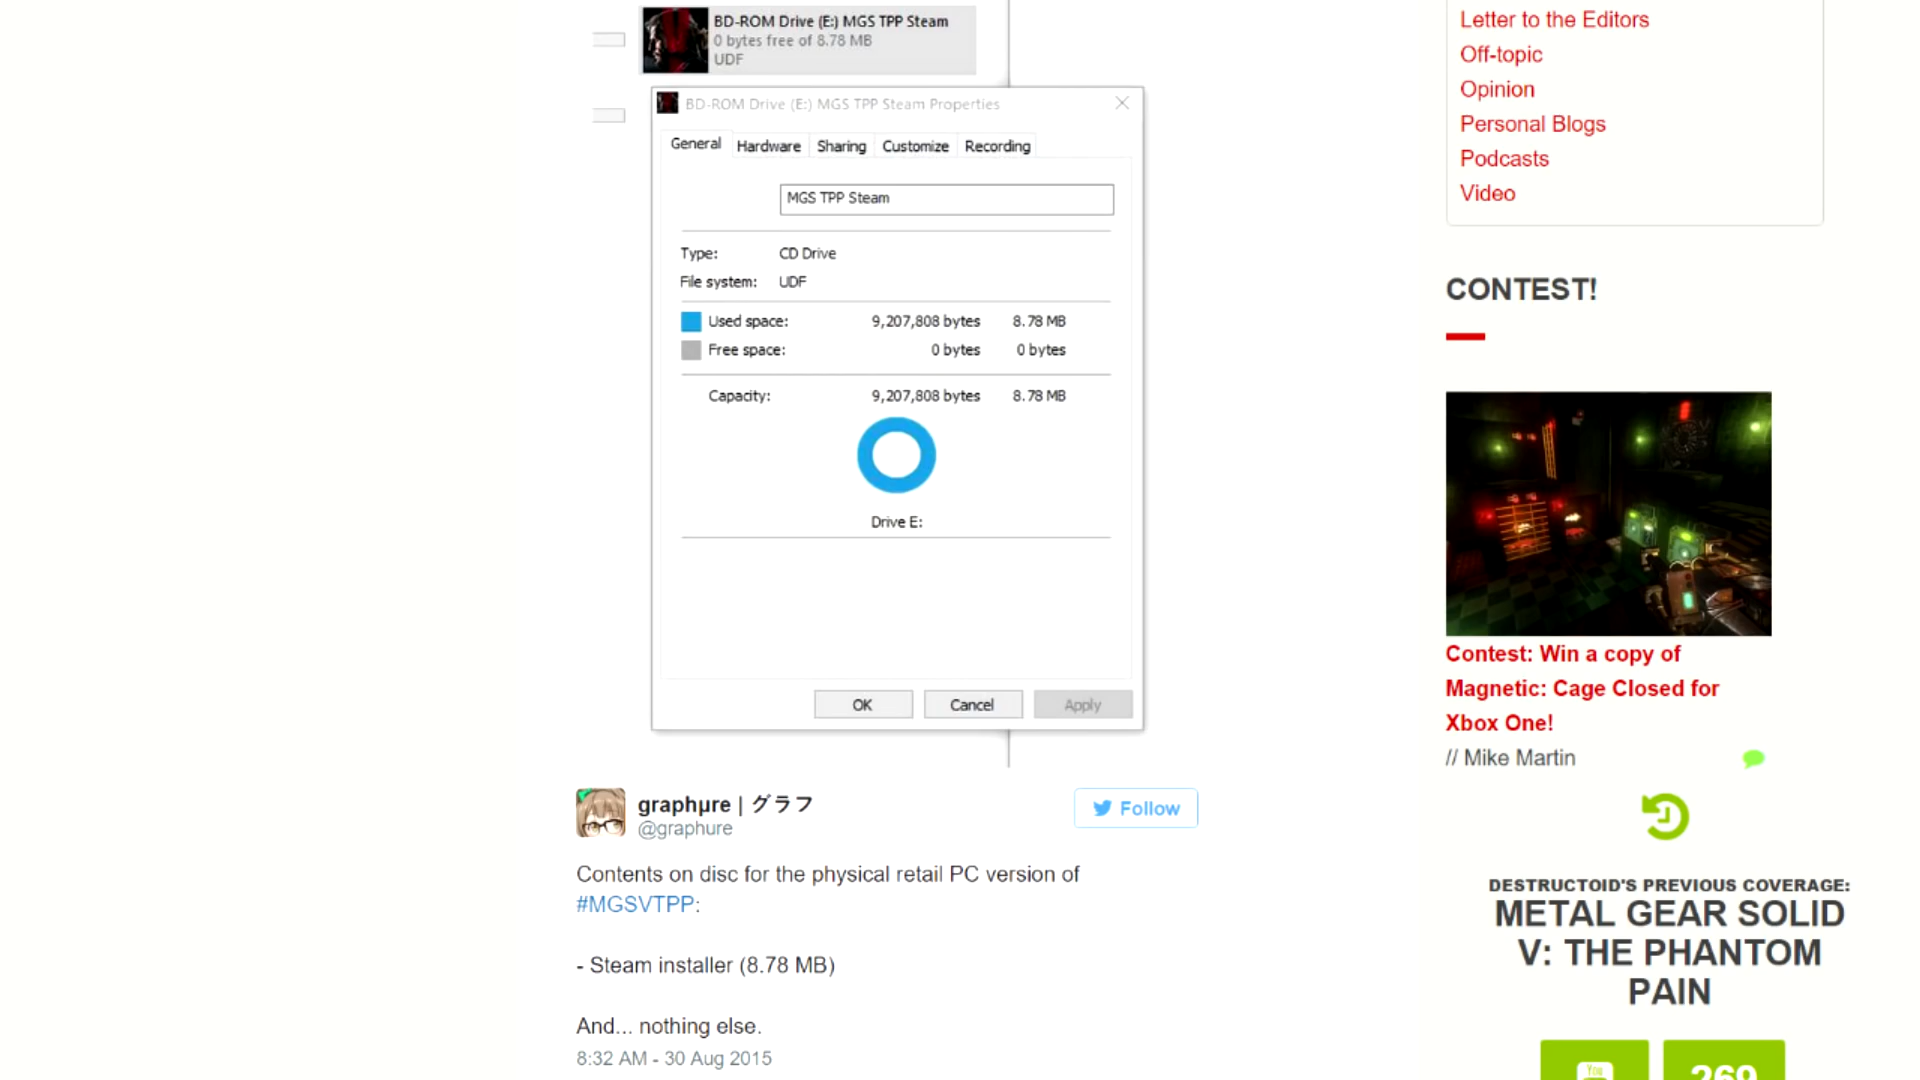 BD-ROM Drive (E:) MGS TPP Steam
0 bytes free of 8.78 MB
UDF
BD-ROM Drive (E:) MGS TPP Steam Properties
General Hardware Sharing Customize Recording
MGS TPP Steam
Type: CD Drive
File system: UDF
Used space: 9,207,808 bytes 8.78 MB
Free space: 0 bytes 0 bytes
Capacity: 9,207,808 bytes 8.78 MB
Drive E:
OK Cancel Apply
graphµre | グラフ
@graphure
Follow
Contents on disc for the physical retail PC version of
#MGSVTPP:
- Steam installer (8.78 MB)
And... nothing else.
8:32 AM - 30 Aug 2015
Letter to the Editors
Off-topic
Opinion
Personal Blogs
Podcasts
Video
CONTEST!
Contest: Win a copy of
Magnetic: Cage Closed for
Xbox One!
// Mike Martin
DESTRUCTOID'S PREVIOUS COVERAGE:
METAL GEAR SOLID
V: THE PHANTOM
PAIN
You
269